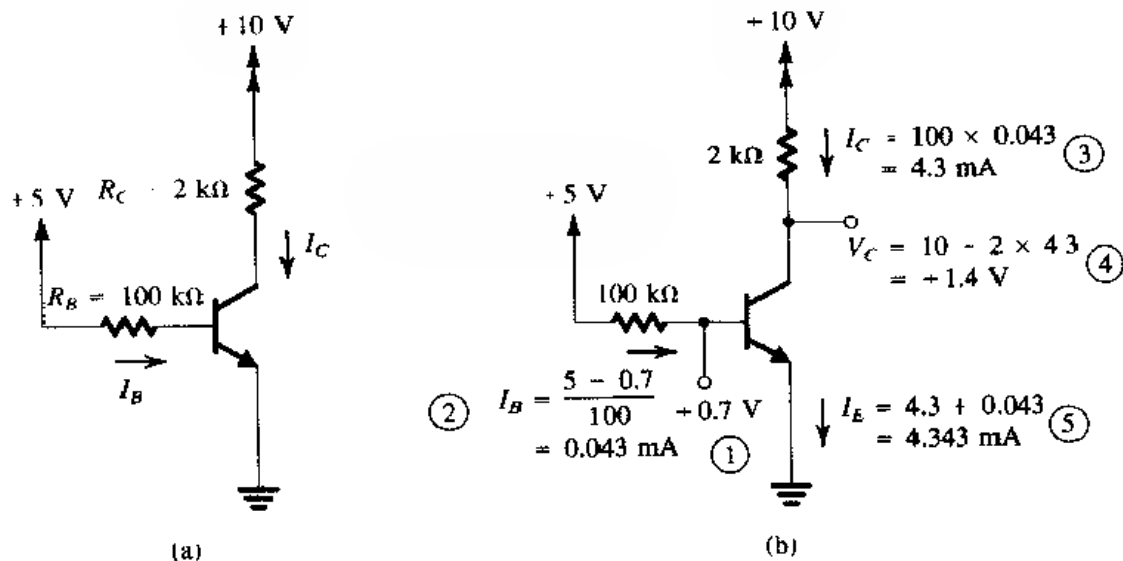 + 10 V
+ 5 V
R_C 2 kΩ
I_C
R_B = 100 kΩ
I_B
(a)
+ 10 V
2 kΩ
I_C = 100 × 0.043
= 4.3 mA
③
+ 5 V
V_C = 10 - 2 × 4 3
= +1.4 V
④
100 kΩ
② I_B = 5 - 0.7
100
= 0.043 mA
+0.7 V
①
I_E = 4.3 + 0.043
= 4.343 mA
⑤
(b)